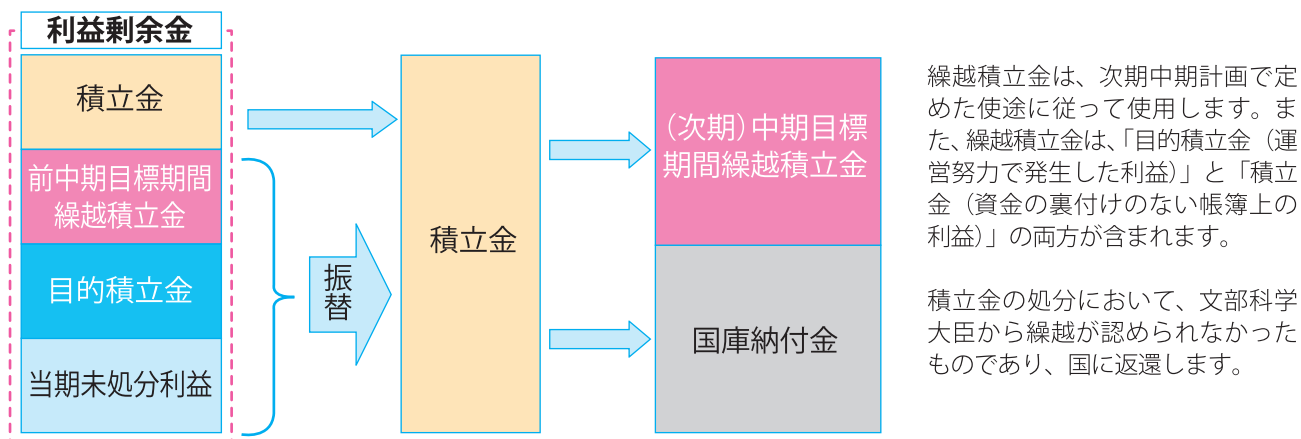 利益剰余金
積立金
前中期目標期間
繰越積立金
目的積立金
当期未処分利益
振
替
積立金
（次期）中期目標
期間繰越積立金
国庫納付金
繰越積立金は、次期中期計画で定
めた使途に従って使用します。ま
た、繰越積立金は、「目的積立金（運
営努力で発生した利益）」と「積立
金（資金の裏付けのない帳簿上の
利益）」の両方が含まれます。
積立金の処分において、文部科学
大臣から繰越が認められなかった
ものであり、国に返還します。